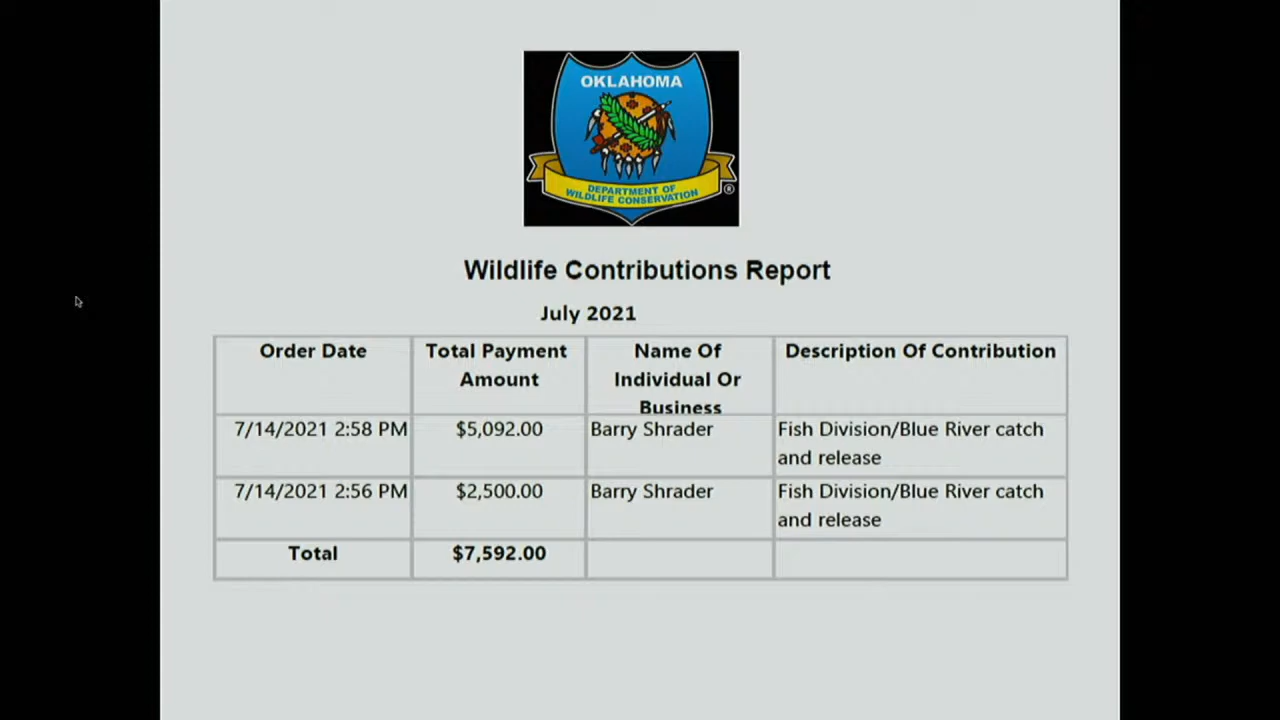 OKLAHOMA
DEPARTMENT OF
WILDLIFE CONSERVATION
®
Wildlife Contributions Report
July 2021
Order Date Total Payment Name Of Description Of Contribution
Amount Individual Or
Business
7/14/2021 2:58 PM $5,092.00 Barry Shrader Fish Division/Blue River catch
and release
7/14/2021 2:56 PM $2,500.00 Barry Shrader Fish Division/Blue River catch
and release
Total $7,592.00